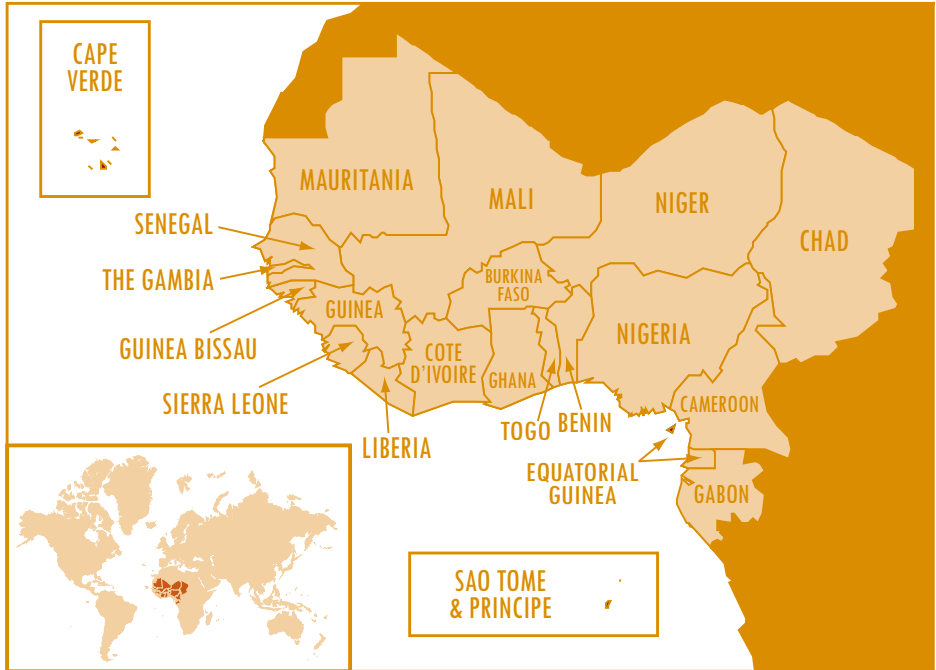 CAPE
VERDE
MAURITANIA
MALI
NIGER
CHAD
SENEGAL
THE GAMBIA
GUINEA BISSAU
SIERRA LEONE
GUINEA
BURKINA
FASO
NIGERIA
COTE
D'IVOIRE
GHANA
LIBERIA
TOGO
BENIN
CAMEROON
EQUATORIAL
GUINEA
GABON
SAO TOME
& PRINCIPE